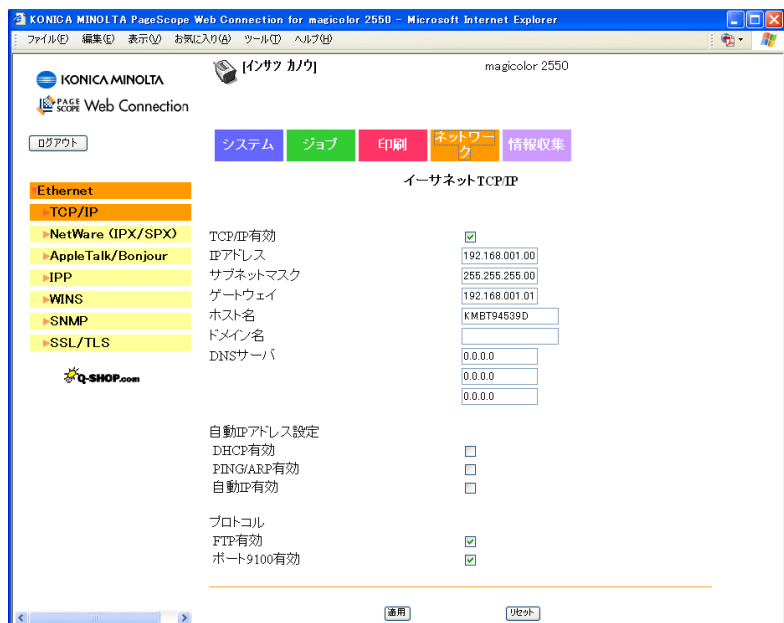 KONICA MINOLTA PageScope Web Connection for magicolor 2550 - Microsoft Internet Explorer
ファイル(F) 編集(E) 表示(V) お気に入り(A) ツール(T) ヘルプ(H)
KONICA MINOLTA
[インサツ カノウ]
magicolor 2550
PAGE SCOPE Web Connection
ログアウト
システム
ジョブ
印刷
ネットワーク
情報収集
イーサネットTCP/IP
Ethernet
TCP/IP
NetWare (IPX/SPX)
AppleTalk/Bonjour
IPP
WINS
SNMP
SSL/TLS
Q-SHOP.com
TCP/IP有効
IPアドレス 192.168.001.00
サブネットマスク 255.255.255.00
ゲートウェイ 192.168.001.01
ホスト名 KMBT94539D
ドメイン名
DNSサーバ 0.0.0.0
0.0.0.0
0.0.0.0
自動IPアドレス設定
DHCP有効
PING/ARP有効
自動IP有効
プロトコル
FTP有効
ポート9100有効
適用
リセット